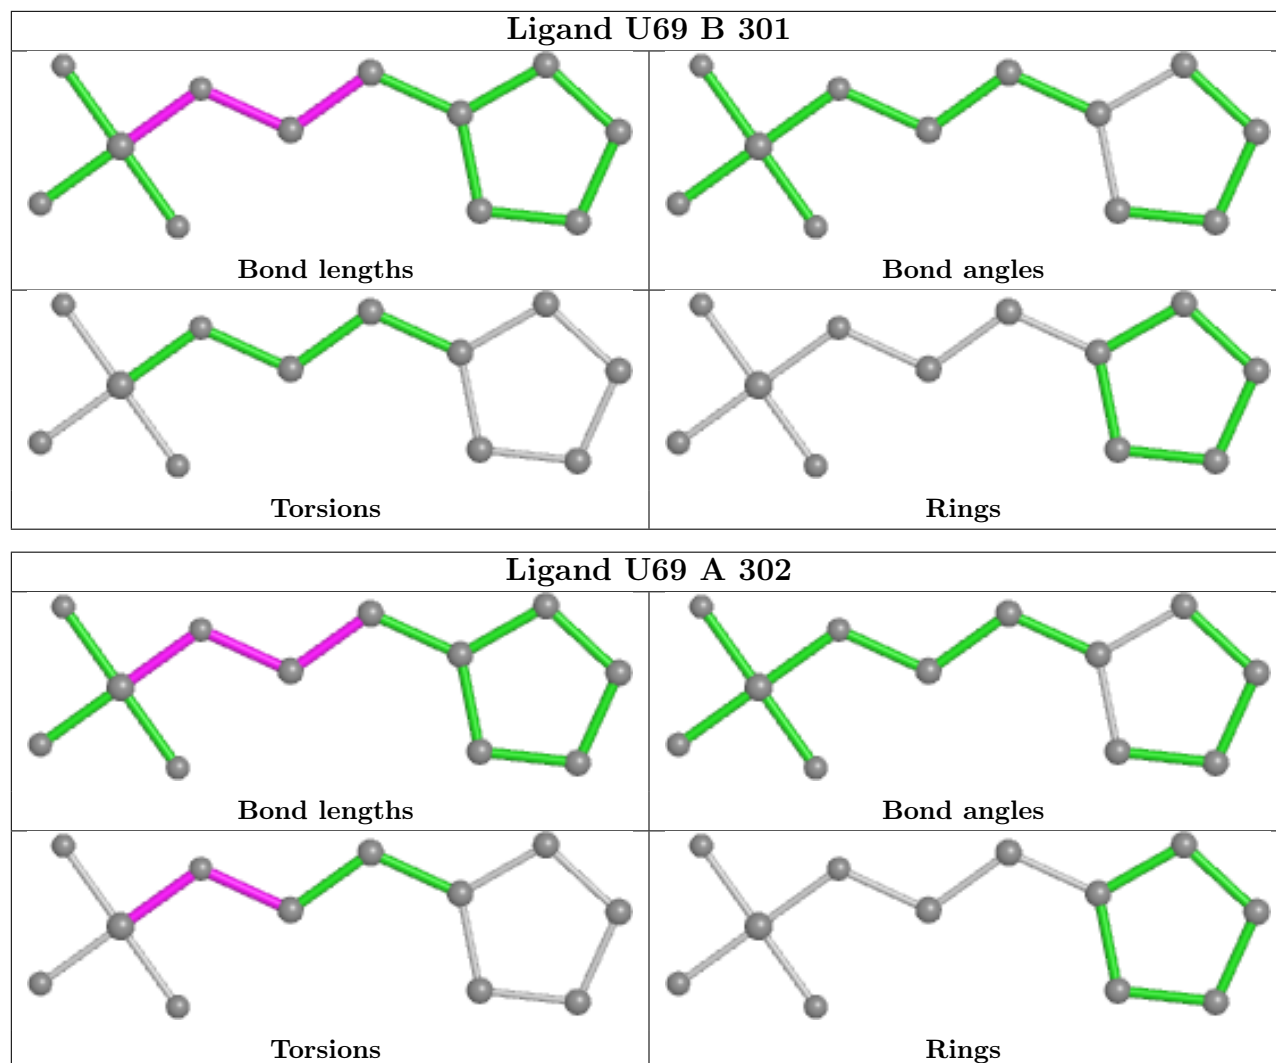 Ligand U69 B 301
Bond lengths
Bond angles
Torsions
Rings
Ligand U69 A 302
Bond lengths
Bond angles
Torsions
Rings